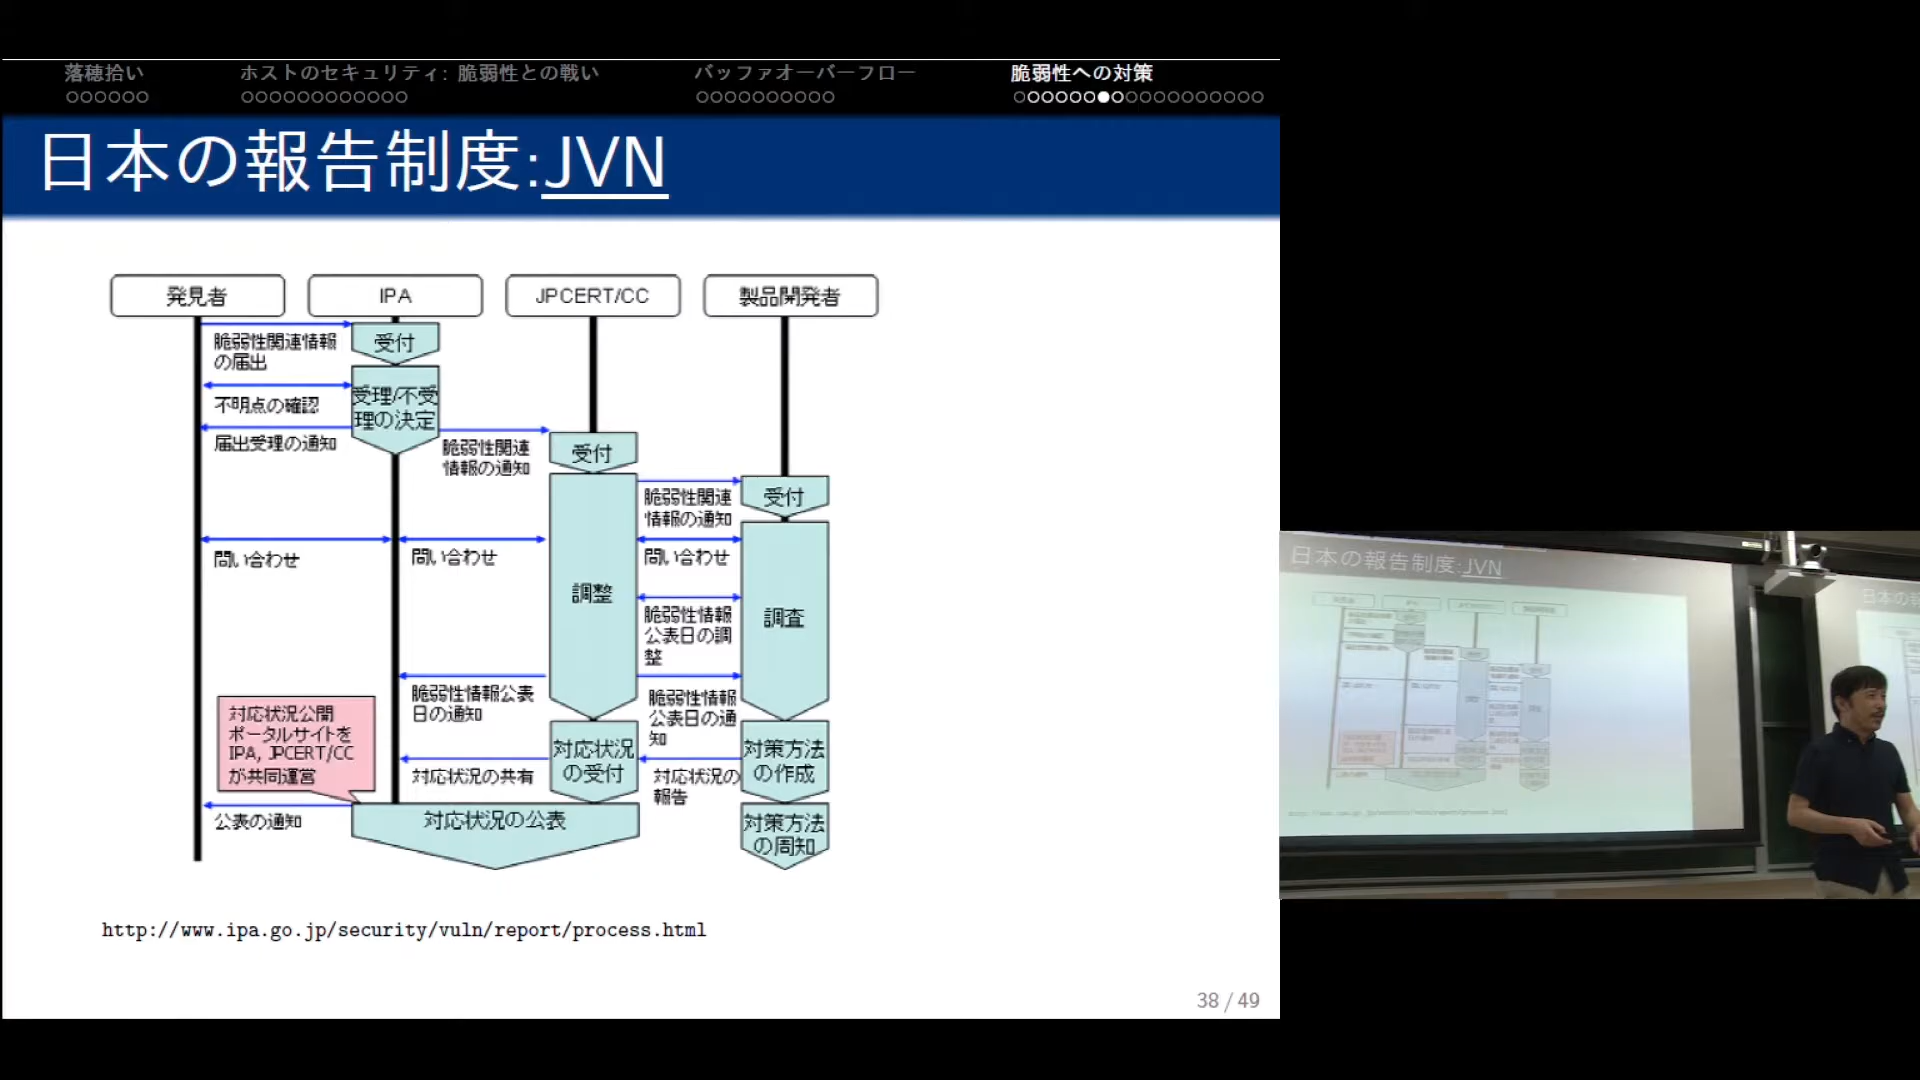 落穂拾い
ホストのセキュリティ: 脆弱性との戦い
バッファオーバーフロー
脆弱性への対策
日本の報告制度:JVN
発見者
IPA
JPCERT/CC
製品開発者
脆弱性関連情報
の届出
受付
不明点の確認
受理/不受
理の決定
届出受理の通知
脆弱性関連
情報の通知
受付
脆弱性関連
情報の通知
受付
問い合わせ
問い合わせ
問い合わせ
調整
脆弱性情報
公表日の調
整
調査
脆弱性情報公表
日の通知
脆弱性情報
公表日の通
知
対応状況公開
ポータルサイトを
IPA, JPCERT/CC
が共同運営
対応状況の共有
対応状況
の受付
対応状況の
報告
対策方法
の作成
公表の通知
対応状況の公表
対策方法
の周知
http://www.ipa.go.jp/security/vuln/report/process.html
38 / 49
日本の報告制度:JVN